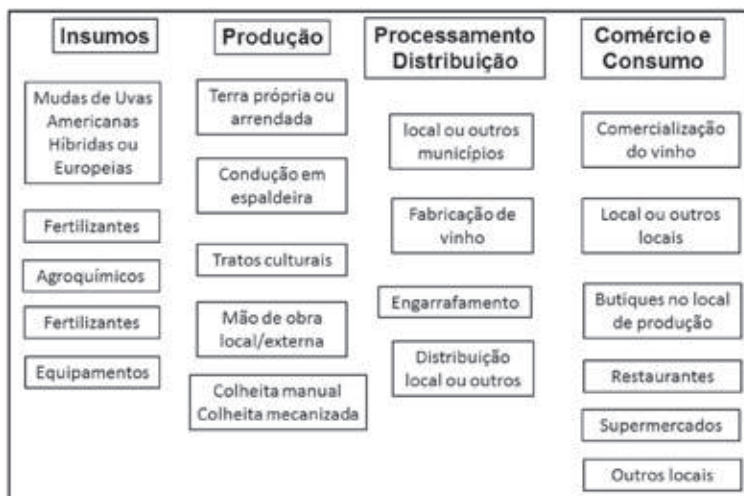 Insumos
Mudas de Uvas
Americanas
Híbridas ou
Europeias
Fertilizantes
Agroquímicos
Fertilizantes
Equipamentos
Produção
Terra própria ou
arrendada
Condução em
espaldeira
Tratos culturais
Mão de obra
local/externa
Colheita manual
Colheita mecanizada
Processamento
Distribuição
local ou outros
municípios
Fabricação de
vinho
Engarrafamento
Distribuição
local ou outros
Comércio e
Consumo
Comercialização
do vinho
Local ou outros
locais
Butiques no local
de produção
Restaurantes
Supermercados
Outros locais